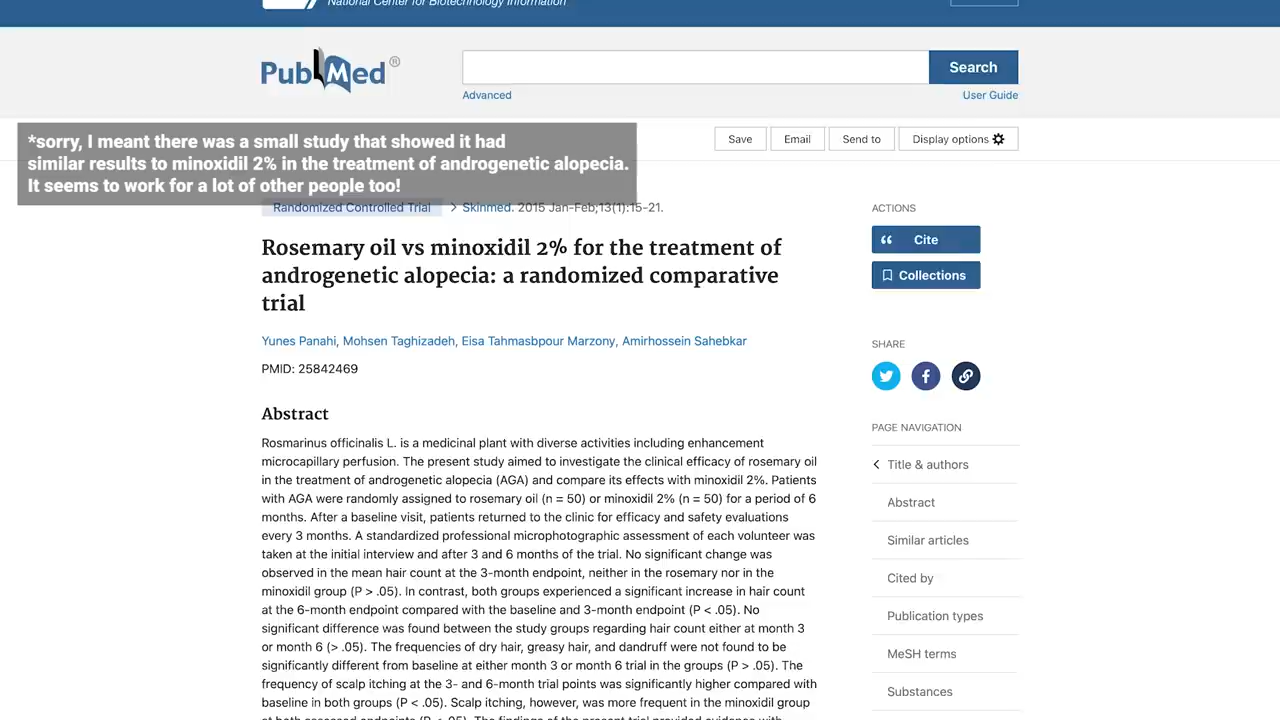 National Center for Biotechnology Information
PubMed®
Search
Advanced
User Guide
*sorry, I meant there was a small study that showed it had
similar results to minoxidil 2% in the treatment of androgenetic alopecia.
It seems to work for a lot of other people too!
Save
Email
Send to
Display options
Randomized Controlled Trial > Skinmed. 2015 Jan-Feb;13(1):15-21.
Rosemary oil vs minoxidil 2% for the treatment of
androgenetic alopecia: a randomized comparative
trial
Yunes Panahi, Mohsen Taghizadeh, Eisa Tahmasbpour Marzony, Amirhossein Sahebkar
PMID: 25842469
Abstract
Rosmarinus officinalis L. is a medicinal plant with diverse activities including enhancement
microcapillary perfusion. The present study aimed to investigate the clinical efficacy of rosemary oil
in the treatment of androgenetic alopecia (AGA) and compare its effects with minoxidil 2%. Patients
with AGA were randomly assigned to rosemary oil (n = 50) or minoxidil 2% (n = 50) for a period of 6
months. After a baseline visit, patients returned to the clinic for efficacy and safety evaluations
every 3 months. A standardized professional microphotographic assessment of each volunteer was
taken at the initial interview and after 3 and 6 months of the trial. No significant change was
observed in the mean hair count at the 3-month endpoint, neither in the rosemary nor in the
minoxidil group (P > .05). In contrast, both groups experienced a significant increase in hair count
at the 6-month endpoint compared with the baseline and 3-month endpoint (P < .05). No
significant difference was found between the study groups regarding hair count either at month 3
or month 6 (> .05). The frequencies of dry hair, greasy hair, and dandruff were not found to be
significantly different from baseline at either month 3 or month 6 trial in the groups (P > .05). The
frequency of scalp itching at the 3- and 6-month trial points was significantly higher compared with
baseline in both groups (P < .05). Scalp itching, however, was more frequent in the minoxidil group
at both assessed endpoints (P < .05). The findings of the present trial provided evidence with
ACTIONS
Cite
Collections
SHARE
PAGE NAVIGATION
Title & authors
Abstract
Similar articles
Cited by
Publication types
MeSH terms
Substances